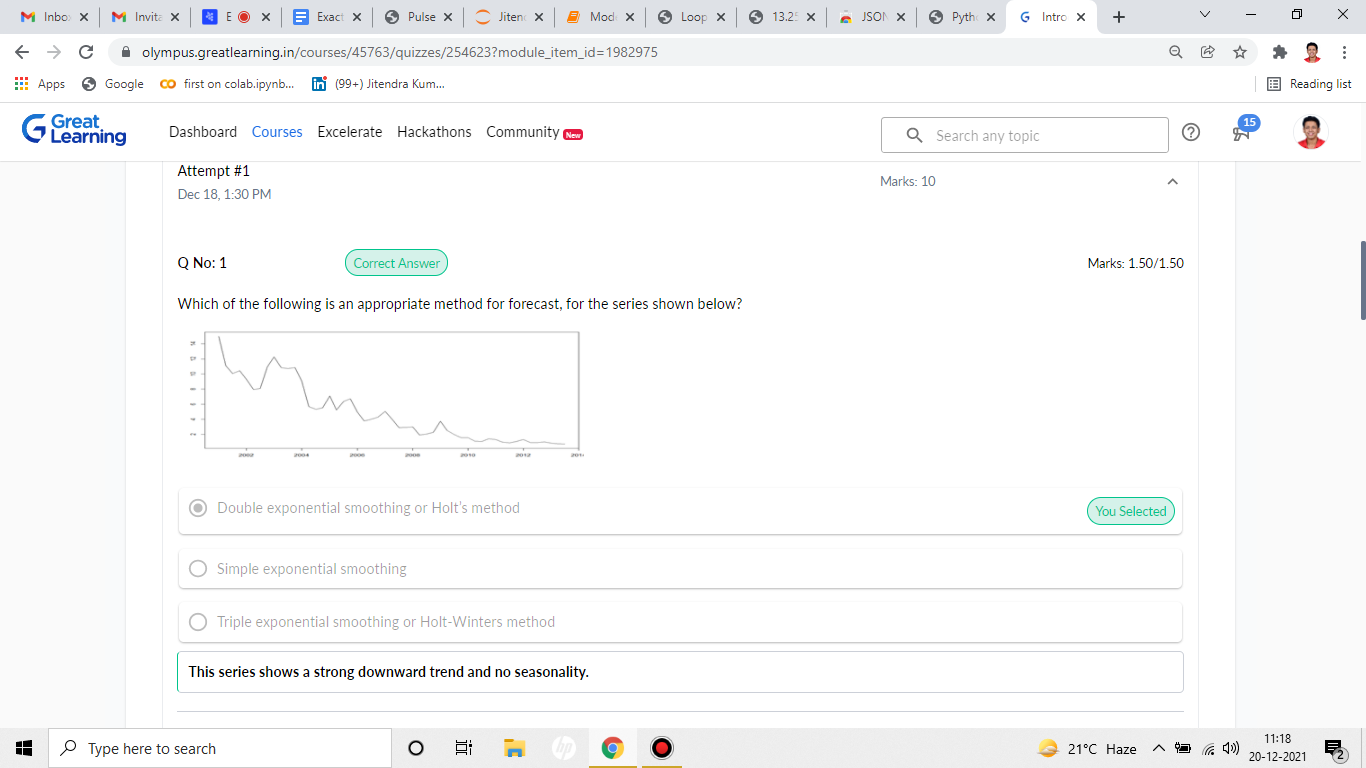 Inbo Invita E Exact Pulse Jiten Mod Loop 13.25 JSON Pyth Intro
olympus.greatlearning.in/courses/45763/quizzes/254623?module_item_id=1982975
Apps Google first on colab.ipynb... (99+) Jitendra Kum... Reading list
Great
Learning
Dashboard Courses Excelerate Hackathons Community New
Search any topic
15
Attempt #1
Dec 18, 1:30 PM
Marks: 10
Q No: 1 Correct Answer Marks: 1.50/1.50
Which of the following is an appropriate method for forecast, for the series shown below?
2002 2004 2006 2008 2010 2012
Double exponential smoothing or Holt's method You Selected
Simple exponential smoothing
Triple exponential smoothing or Holt-Winters method
This series shows a strong downward trend and no seasonality.
Type here to search
hp
21°C Haze
11:18
20-12-2021
2